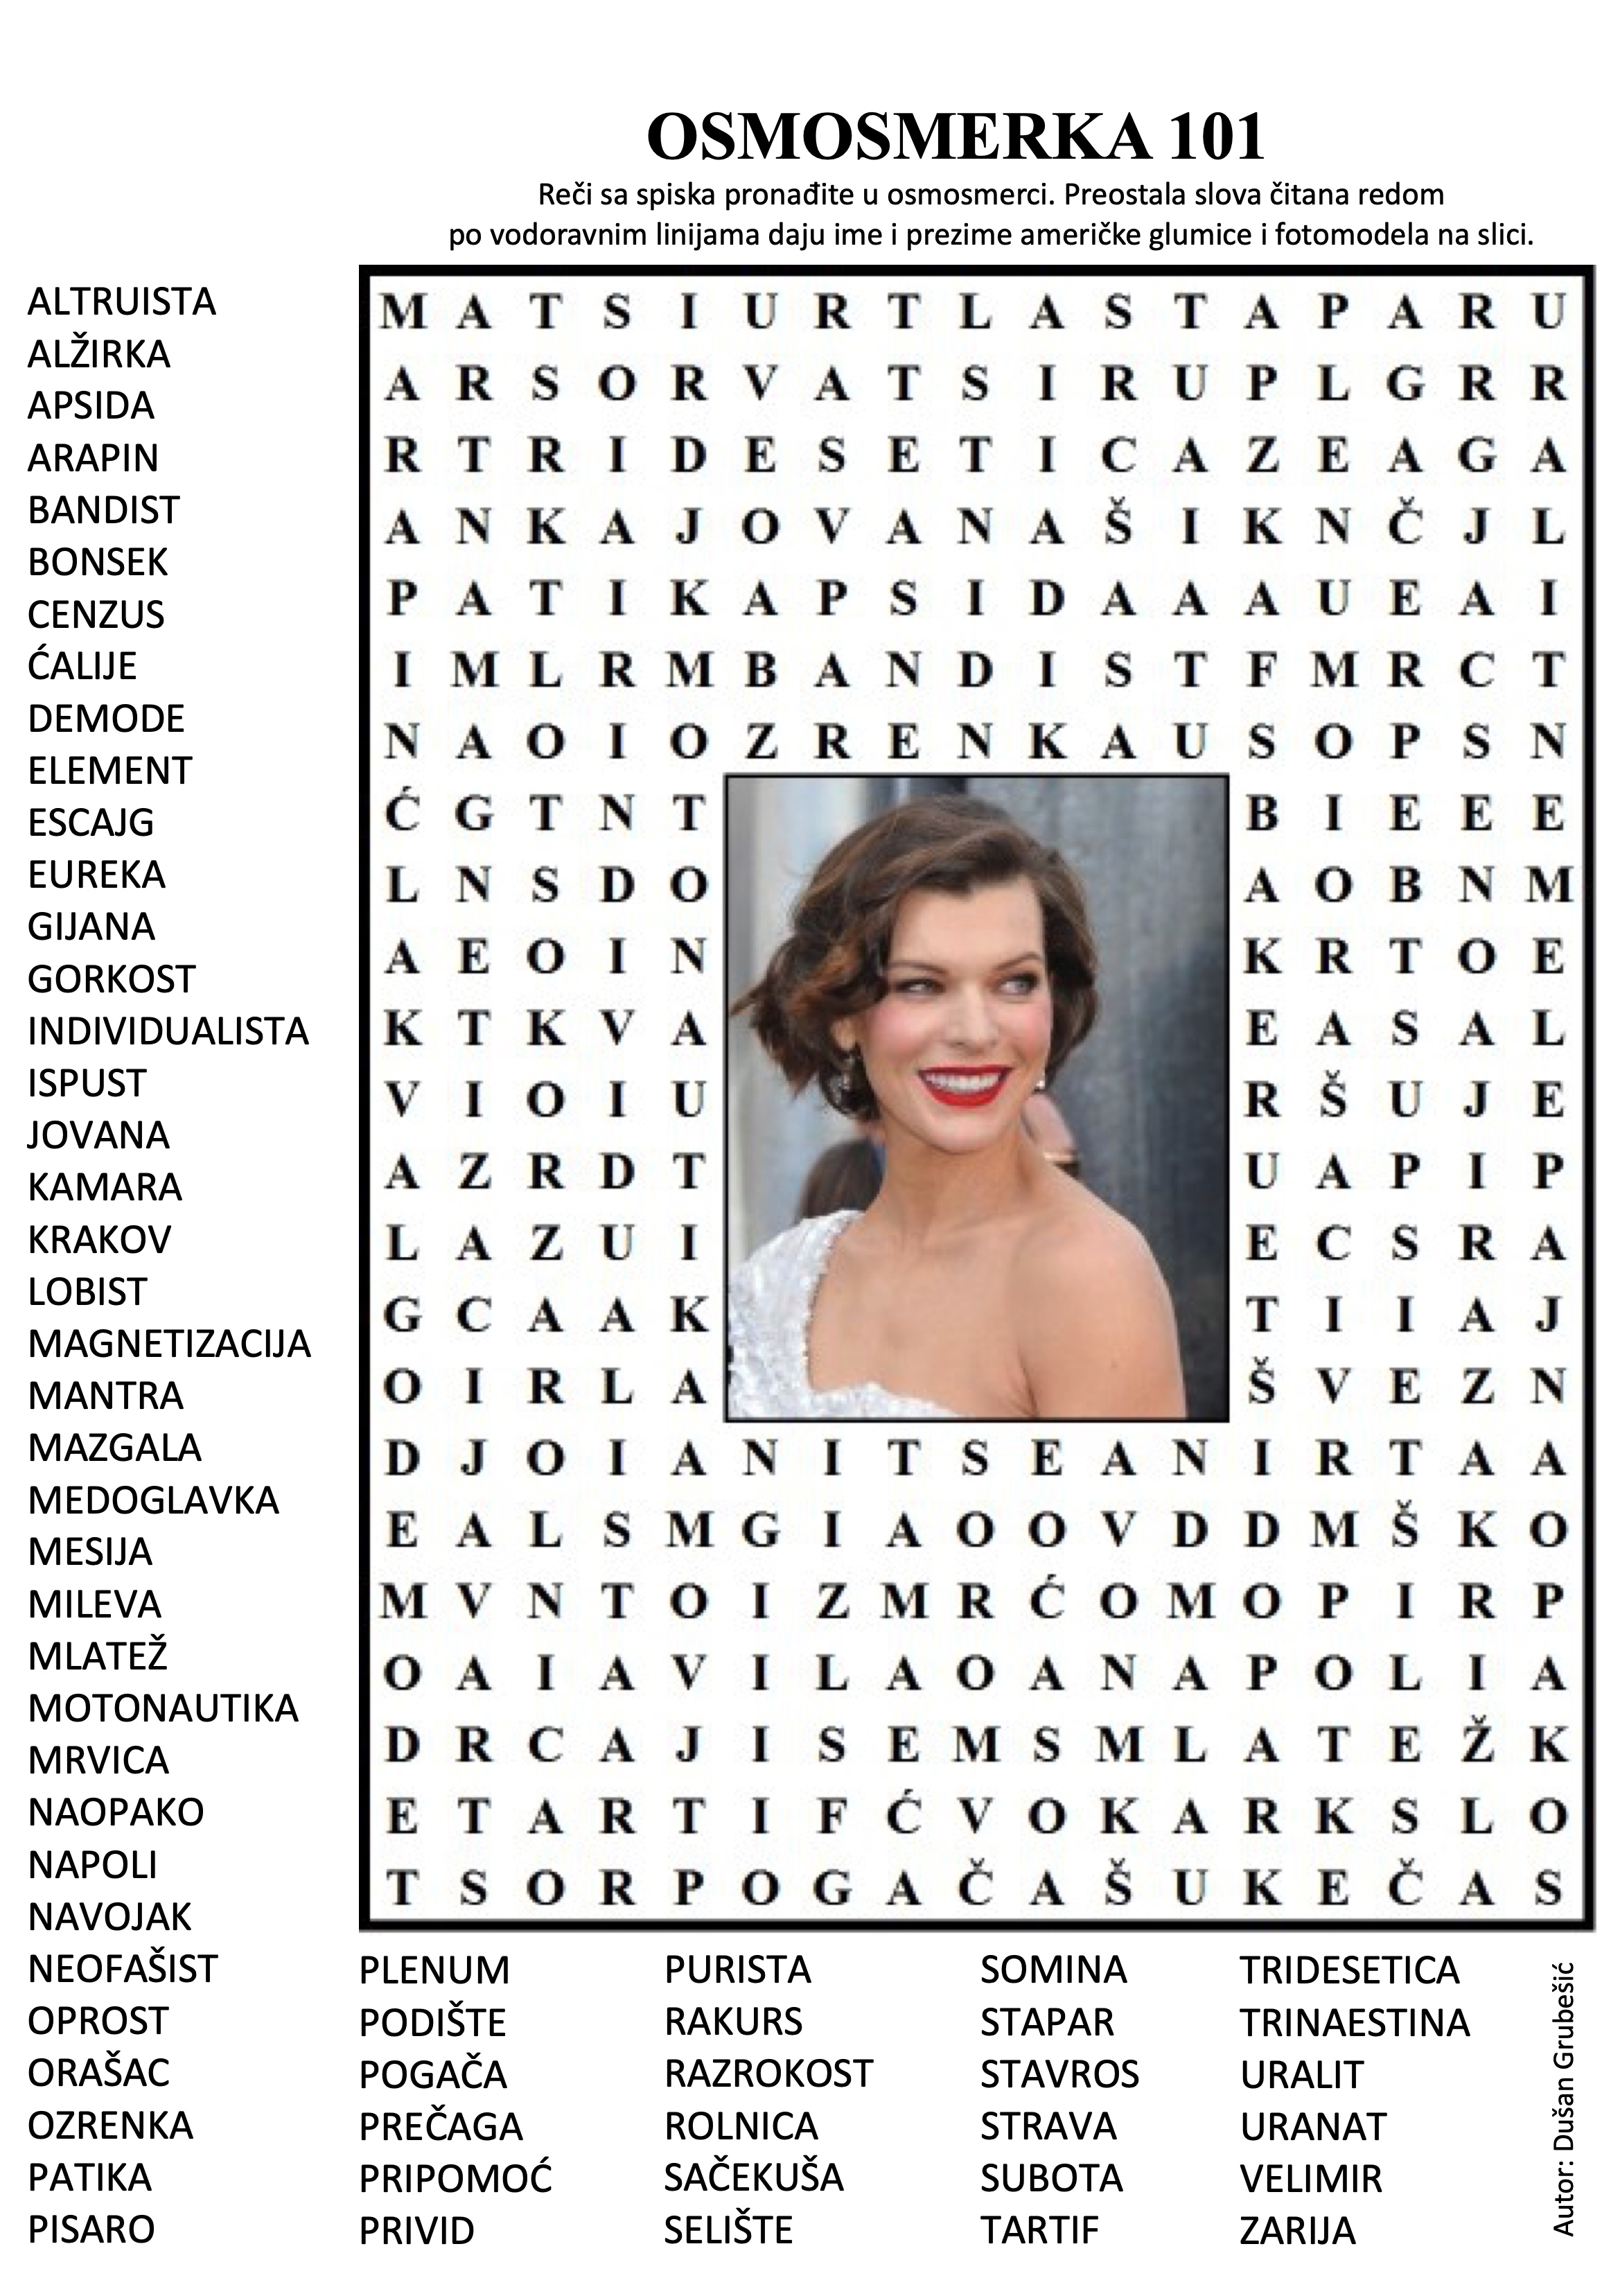 OSMOSMERKA 101
Reči sa spiska pronađite u osmosmerci. Preostala slova čitana redom
po vodoravnim linijama daju ime i prezime američke glumice i fotomodela na slici.
ALTRUISTA
ALŽIRKA
APSIDA
ARAPIN
BANDIST
BONSEK
CENZUS
ĆALIJE
DEMODE
ELEMENT
ESCAJG
EUREKA
GIJANA
GORKOST
INDIVIDUALISTA
ISPUST
JOVANA
KAMARA
KRAKOV
LOBIST
MAGNETIZACIJA
MANTRA
MAZGALA
MEDOGLAVKA
MESIJA
MILEVA
MLATEŽ
MOTONAUTIKA
MRVICA
NAOPAKO
NAPOLI
NAVOJAK
NEOFAŠIST
OPROST
ORAŠAC
OZRENKA
PATIKA
PISARO
M A T S I U R T L A S T A P A R U
A R S O R V A T S I R U P L G R R
R T R I D E S E T I C A Z E A G A
A N K A J O V A N A Š I K N Č J L
P A T I K A P S I D A A A U E A I
I M L R M B A N D I S T F M R C T
N A O I O Z R E N K A U S O P S N
Ć G T N T B I E E E
L N S D O A O B N M
A E O I N K R T O E
K T K V A E A S A L
V I O I U R Š U J E
A Z R D T U A P I P
L A Z U I E C S R A
G C A A K T I I A J
O I R L A Š V E Z N
D J O I A N I T S E A N I R T A A
E A L S M G I A O O V D D M Š K O
M V N T O I Z M R Ć O M O P I R P
O A I A V I L A O A N A P O L I A
D R C A J I S E M S M L A T E Ž K
E T A R T I F Ć V O K A R K S L O
T S O R P O G A Č A Š U K E Č A S
PLENUM
PODIŠTE
POGAČA
PREČAGA
PRIPOMOĆ
PRIVID
PURISTA
RAKURS
RAZROKOST
ROLNICA
SAČEKUŠA
SELIŠTE
SOMINA
STAPAR
STAVROS
STRAVA
SUBOTA
TARTIF
TRIDESETICA
TRINAESTINA
URALIT
URANAT
VELIMIR
ZARIJA
Autor: Dušan Grubešić